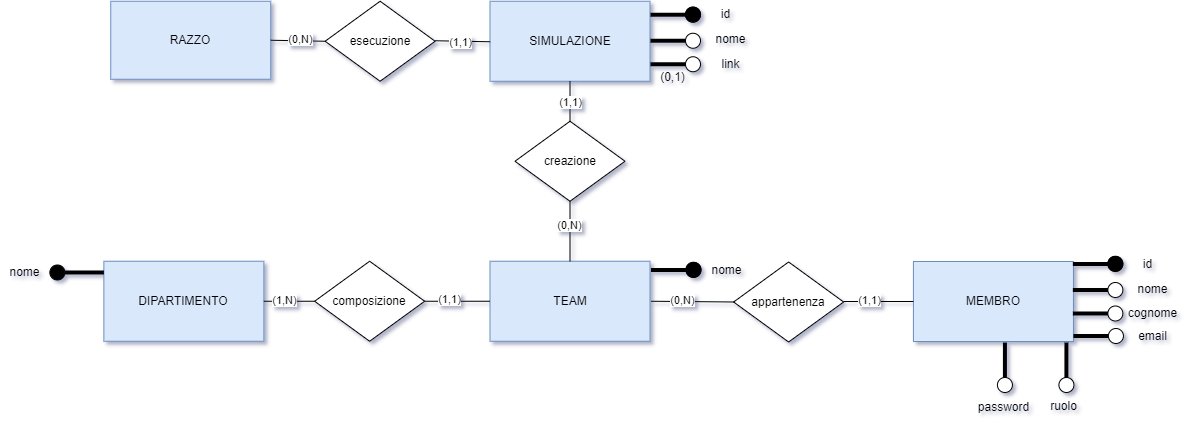 RAZZO
(0,N)
esecuzione
(1,1)
SIMULAZIONE
id
nome
link
(0,1)
(1,1)
creazione
(0,N)
nome
DIPARTIMENTO
(1,N)
composizione
(1,1)
TEAM
nome
(0,N)
appartenenza
(1,1)
MEMBRO
id
nome
cognome
email
password
ruolo